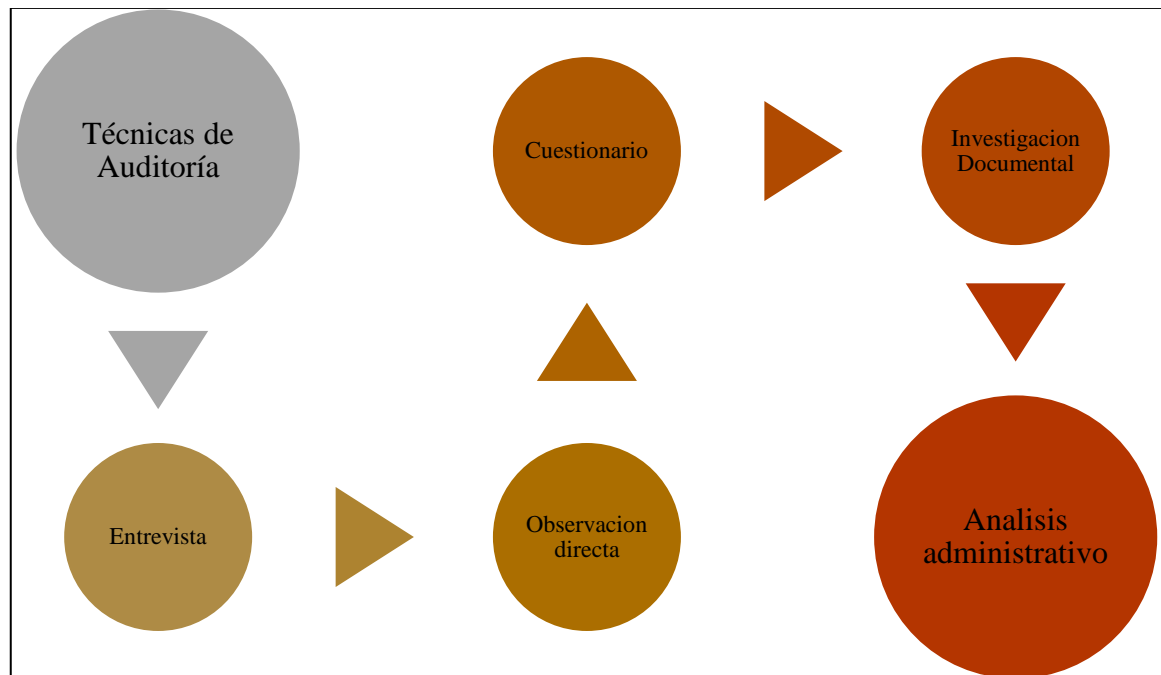 Técnicas de
Auditoría
Entrevista
Observacion
directa
Cuestionario
Investigacion
Documental
Analisis
administrativo